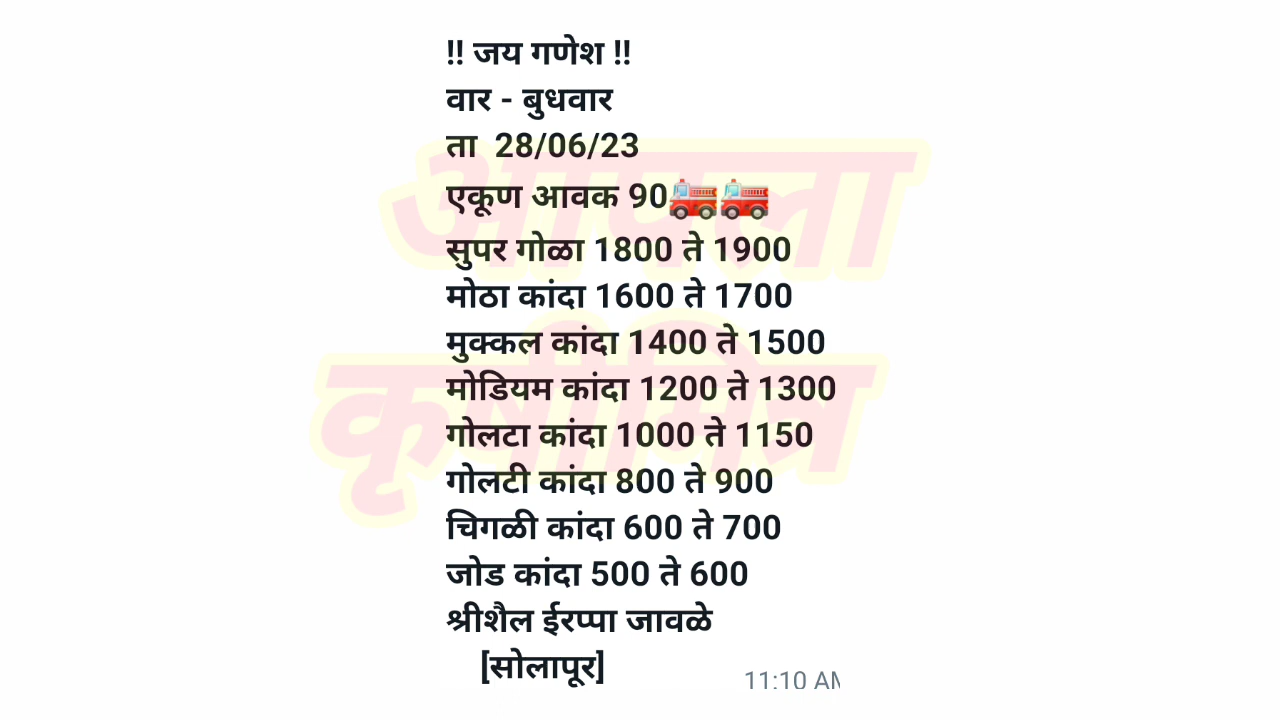 !! जय गणेश !!
वार - बुधवार
ता 28/06/23
एकूण आवक 90🚒🚒
सुपर गोळा 1800 ते 1900
मोठा कांदा 1600 ते 1700
मुक्कल कांदा 1400 ते 1500
मोडियम कांदा 1200 ते 1300
गोलटा कांदा 1000 ते 1150
गोलटी कांदा 800 ते 900
चिगळी कांदा 600 ते 700
जोड कांदा 500 ते 600
श्रीशैल ईरप्पा जावळे
[सोलापूर]
11:10 AM
आपला
कृषीमित्र